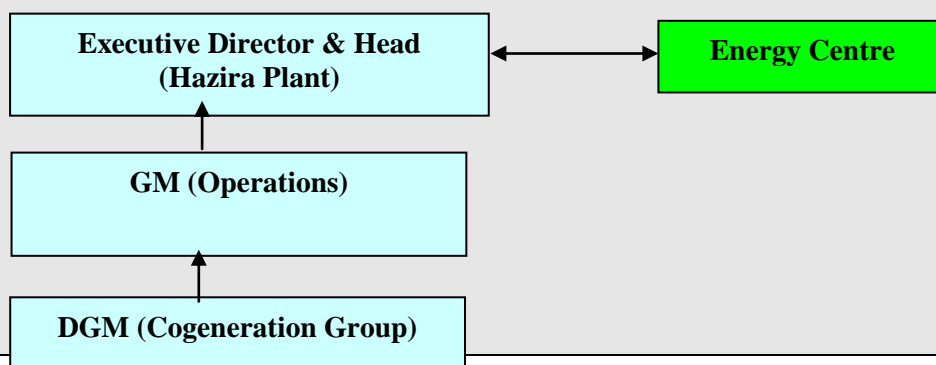 Executive Director & Head
(Hazira Plant)
Energy Centre
GM (Operations)
DGM (Cogeneration Group)